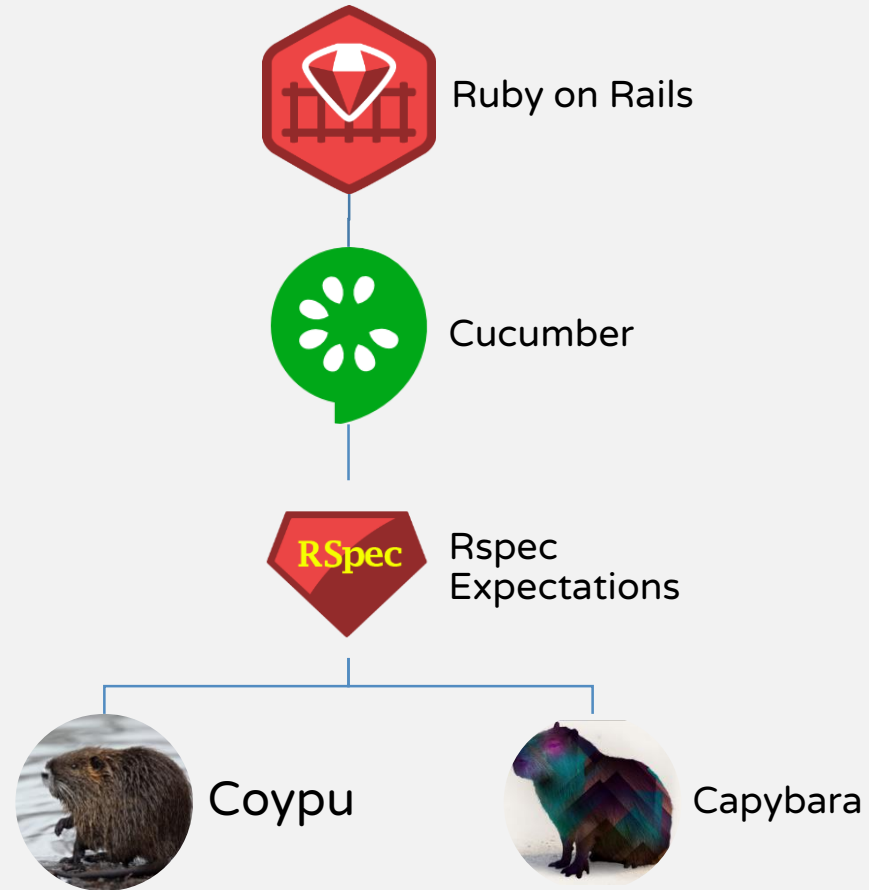 Ruby on Rails
Cucumber
RSpec
Rspec
Expectations
Coypu
Capybara